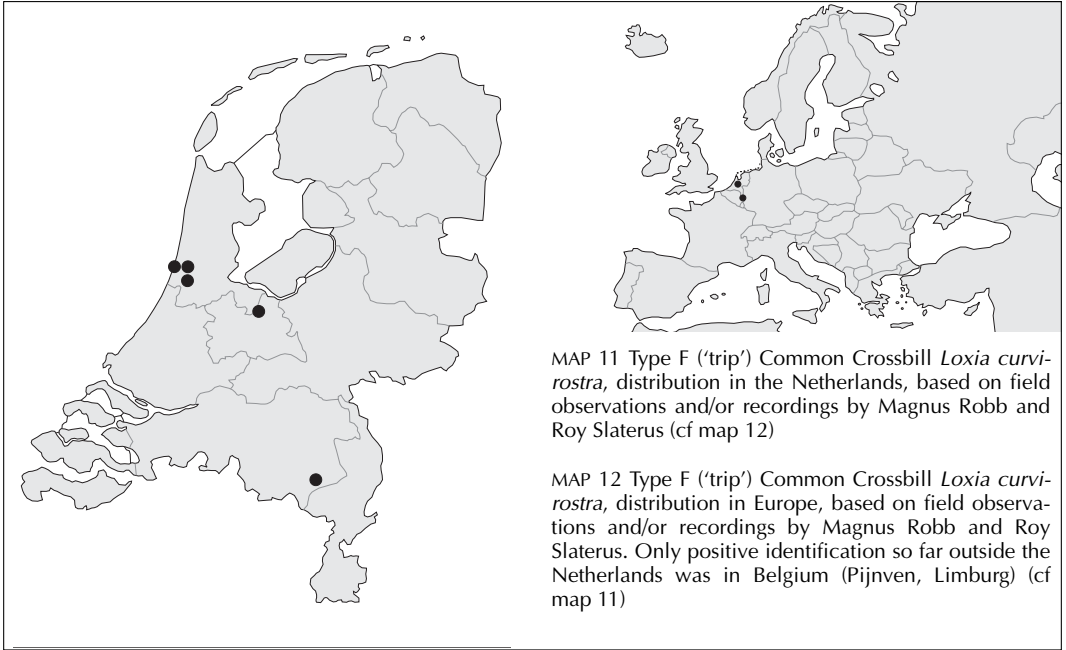 MAP 11 Type F (‘trip’) Common Crossbill Loxia curvi-
rostra, distribution in the Netherlands, based on field
observations and/or recordings by Magnus Robb and
Roy Slaterus (cf map 12)
MAP 12 Type F (‘trip’) Common Crossbill Loxia curvi-
rostra, distribution in Europe, based on field observa-
tions and/or recordings by Magnus Robb and Roy
Slaterus. Only positive identification so far outside the
Netherlands was in Belgium (Pijnven, Limburg) (cf
map 11)